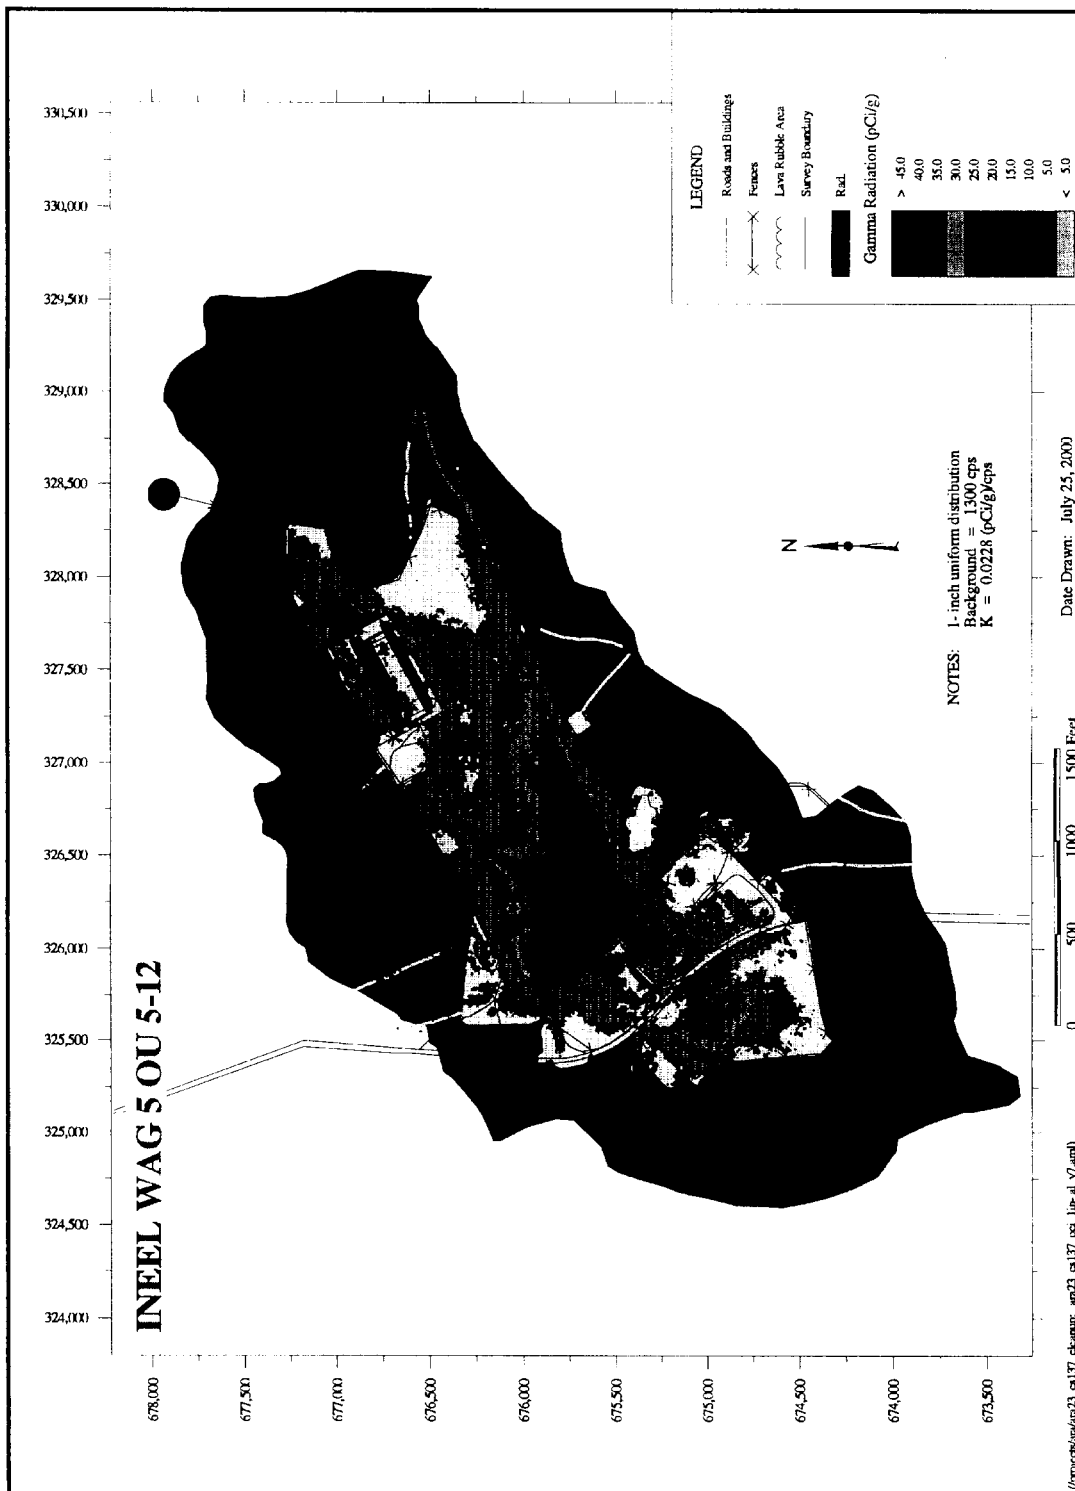 INEEL WAG 5 OU 5-12
678,000
677,500
677,000
676,500
676,000
675,500
675,000
674,500
674,000
673,500
324,000
324,500
325,000
325,500
326,000
326,500
327,000
327,500
328,000
328,500
329,000
329,500
330,000
330,500
LEGEND
Roads and Buildings
Fences
Lava Rubble Area
Survey Boundary
Rad.
Gamma Radiation (pCi/g)
> 45.0
40.0
35.0
30.0
25.0
20.0
15.0
10.0
5.0
< 5.0
N
NOTES: 1- inch uniform distribution
Background = 1300 cps
K = 0.0228 (pCi/g)/cps
0 500 1000 1500 Feet
Date Drawn: July 25, 2000